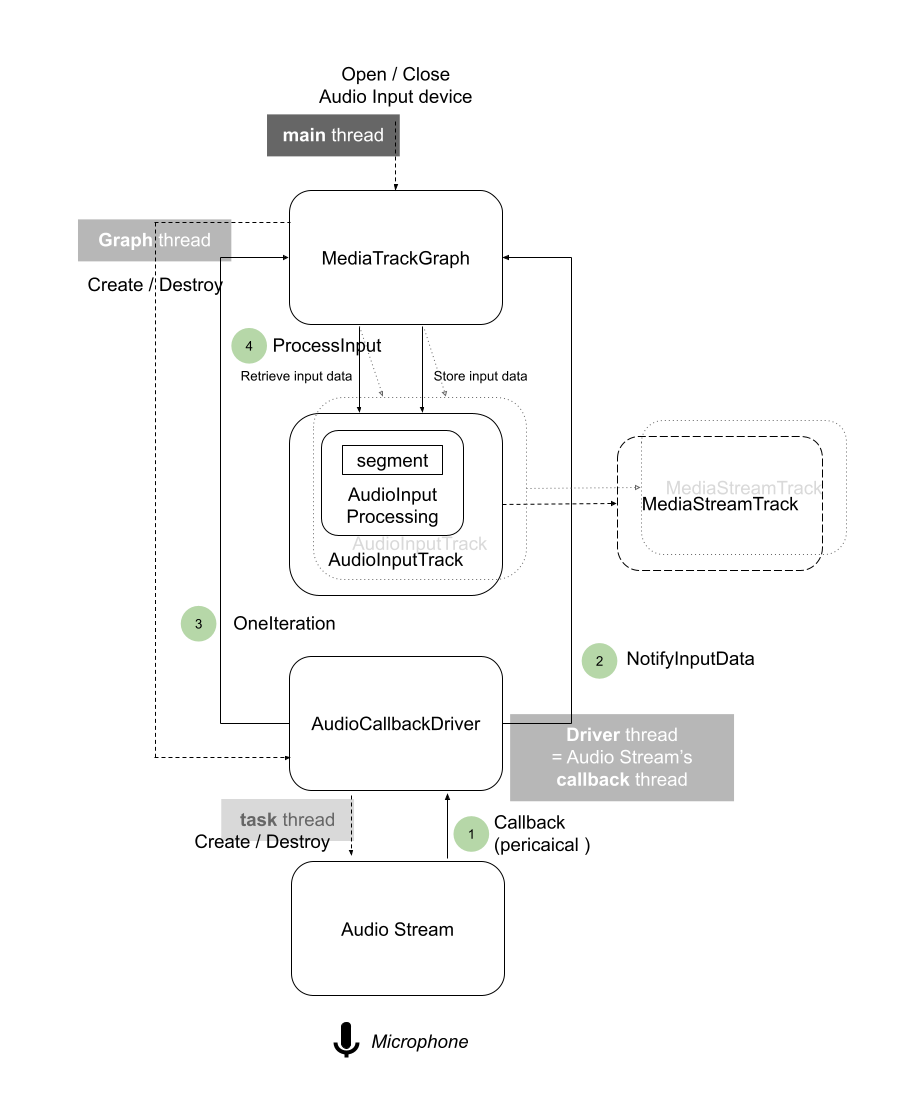 Open / Close
Audio Input device
main thread
Graph thread
MediaTrackGraph
Create / Destroy
4
ProcessInput
Retrieve input data
Store input data
segment
AudioInput
Processing
AudioInputTrack
AudioInputTrack
MediaStreamTrack
MediaStreamTrack
3
OneIteration
2
NotifyInputData
AudioCallbackDriver
Driver thread
= Audio Stream's
callback thread
task thread
Create / Destroy
1
Callback
(pericaical )
Audio Stream
Microphone